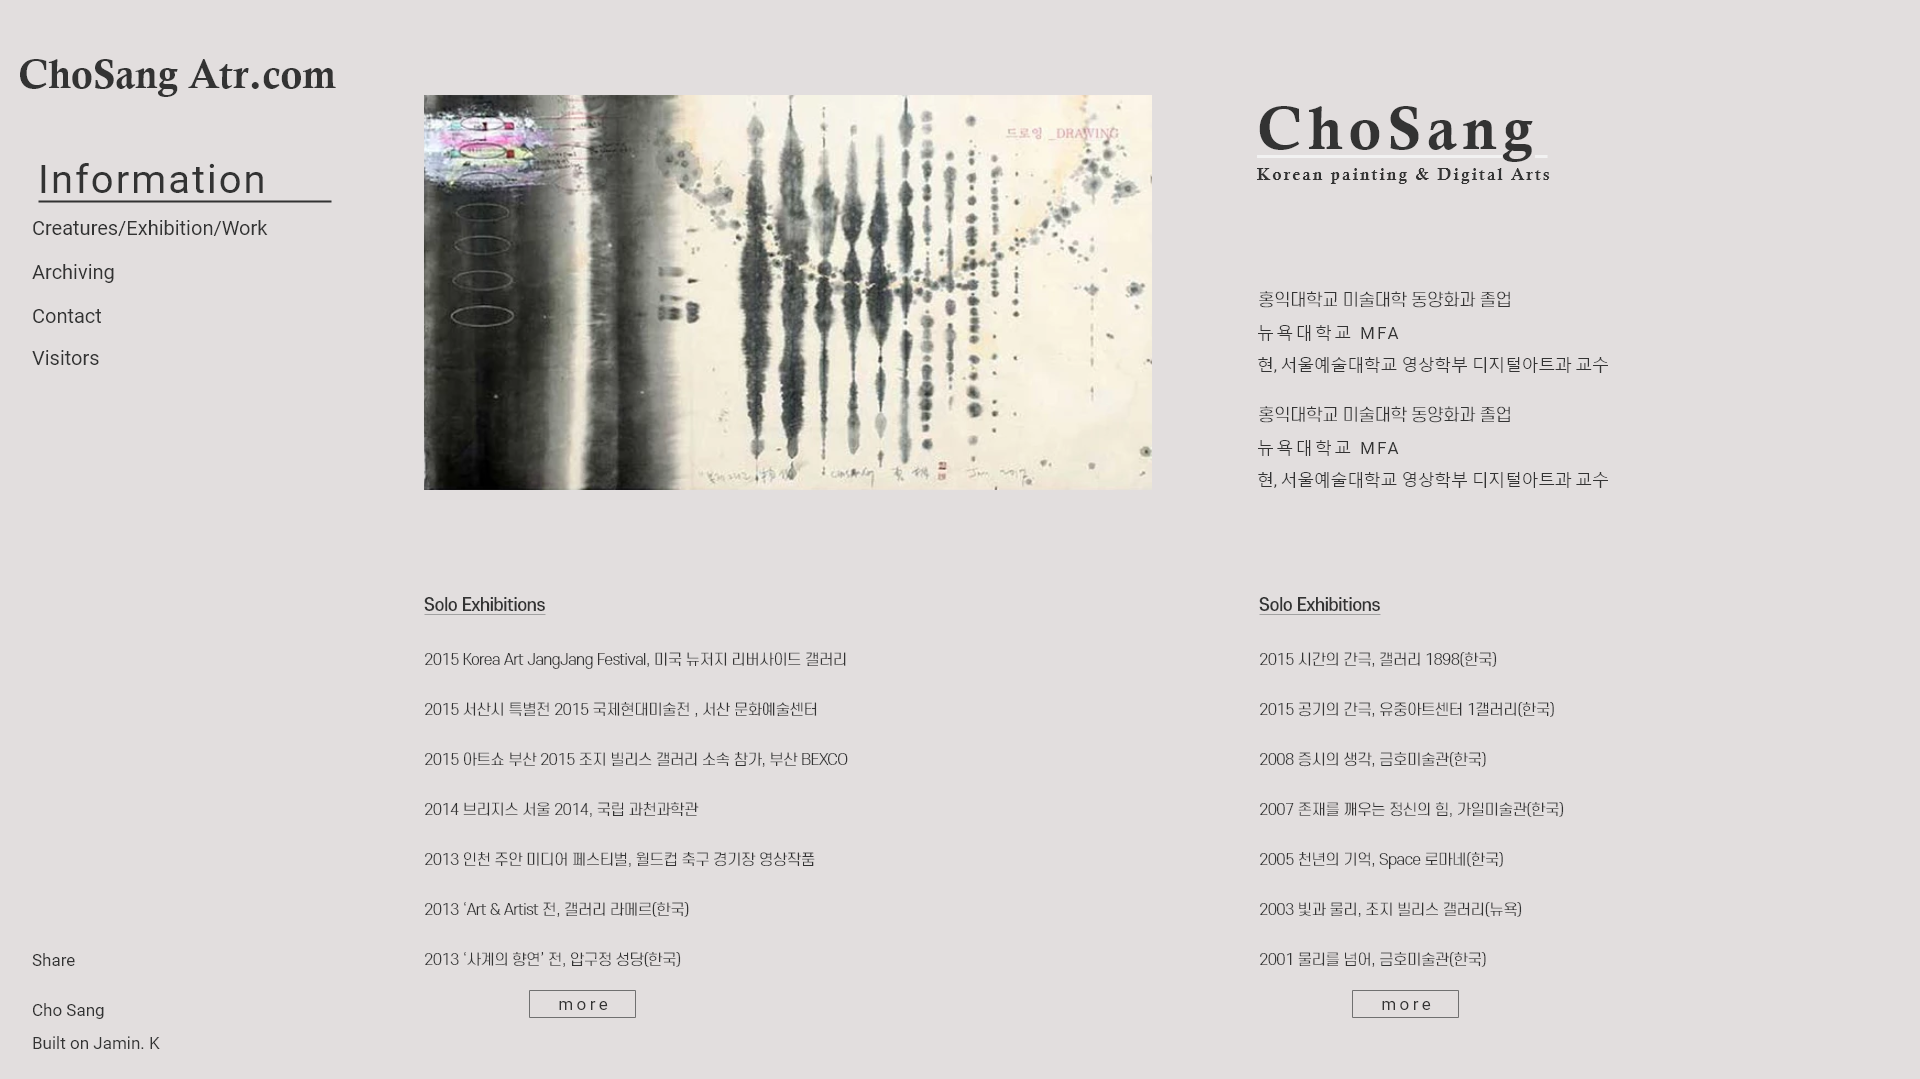 ChoSang Atr.com
Information
Creatures/Exhibition/Work
Archiving
Contact
Visitors
드로잉 _DRAWING
ChoSang
Korean painting & Digital Arts
홍익대학교 미술대학 동양화과 졸업
뉴욕대학교 MFA
현, 서울예술대학교 영상학부 디지털아트과 교수
홍익대학교 미술대학 동양화과 졸업
뉴욕대학교 MFA
현, 서울예술대학교 영상학부 디지털아트과 교수
Solo Exhibitions
2015 Korea Art JangJang Festival, 미국 뉴저지 리버사이드 갤러리
2015 서산시 특별전 2015 국제현대미술전 , 서산 문화예술센터
2015 아트쇼 부산 2015 조지 빌리스 갤러리 소속 참가, 부산 BEXCO
2014 브리지스 서울 2014, 국립 과천과학관
2013 인천 주안 미디어 페스티벌, 월드컵 축구 경기장 영상작품
2013 ‘Art & Artist 전, 갤러리 라메르(한국)
2013 ‘사계의 향연’ 전, 압구정 성당(한국)
more
Solo Exhibitions
2015 시간의 간극, 갤러리 1898(한국)
2015 공기의 간극, 유중아트센터 1갤러리(한국)
2008 증시의 생각, 금호미술관(한국)
2007 존재를 깨우는 정신의 힘, 가일미술관(한국)
2005 천년의 기억, Space 로마네(한국)
2003 빛과 물리, 조지 빌리스 갤러리(뉴욕)
2001 물리를 넘어, 금호미술관(한국)
more
Share
Cho Sang
Built on Jamin. K